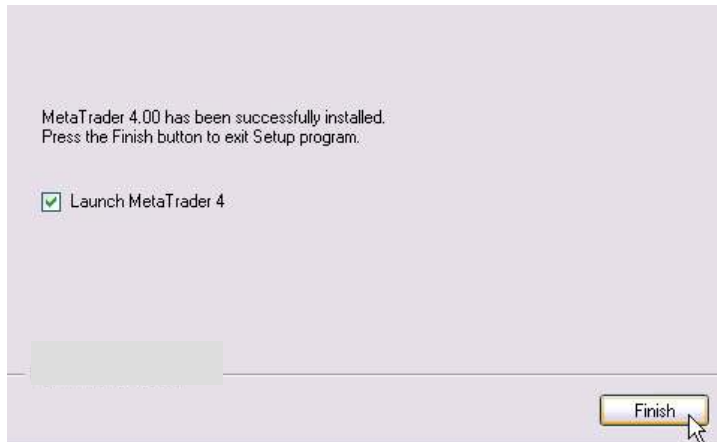 MetaTrader 4.00 has been successfully installed.
Press the Finish button to exit Setup program.
Launch MetaTrader 4
Finish